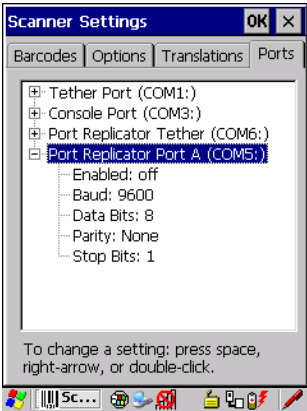 Scanner Settings OK ×
Barcodes Options Translations Ports
Tether Port (COM1:)
Console Port (COM3:)
Port Replicator Tether (COM6:)
Port Replicator Port A (COM5:)
Enabled: off
Baud: 9600
Data Bits: 8
Parity: None
Stop Bits: 1
To change a setting: press space,
right-arrow, or double-click.
Sc...